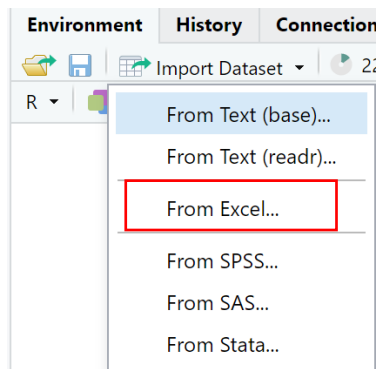 Environment History Connection
Import Dataset 22
R
From Text (base)...
From Text (readr)...
From Excel...
From SPSS...
From SAS...
From Stata...